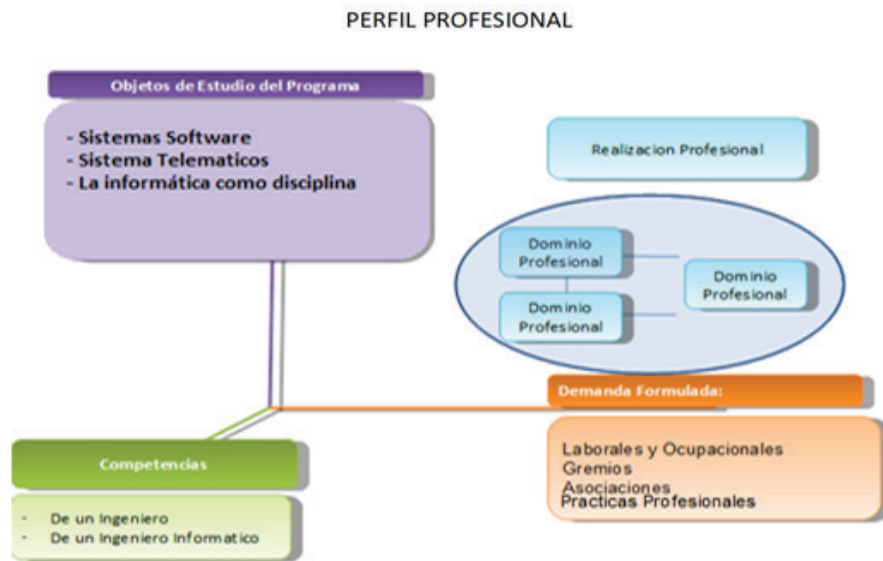 PERFIL PROFESIONAL
Objetos de Estudio del Programa
- Sistemas Software
- Sistema Telematicos
- La informática como disciplina
Realizacion Profesional
Dominio
Profesional
Dominio
Profesional
Dominio
Profesional
Demanda Formulada:
Laborales y Ocupacionales
Gremios
Asociaciones
Practicas Profesionales
Competencias
- De un Ingeniero
- De un Ingeniero Informatico